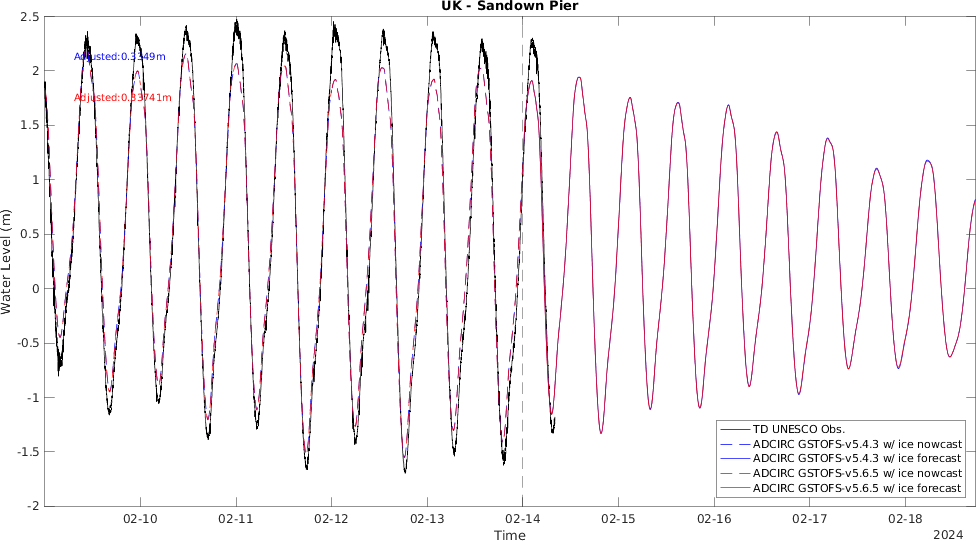 UK - Sandown Pier
2.5
2
1.5
1
0.5
0
-0.5
-1
-1.5
-2
Water Level (m)
Adjusted:0.3349m
Adjusted:0.33741m
TD UNESCO Obs.
ADCIRC GSTOFS-v5.4.3 w/ ice nowcast
ADCIRC GSTOFS-v5.4.3 w/ ice forecast
ADCIRC GSTOFS-v5.6.5 w/ ice nowcast
ADCIRC GSTOFS-v5.6.5 w/ ice forecast
02-10 02-11 02-12 02-13 02-14 02-15 02-16 02-17 02-18
Time
2024